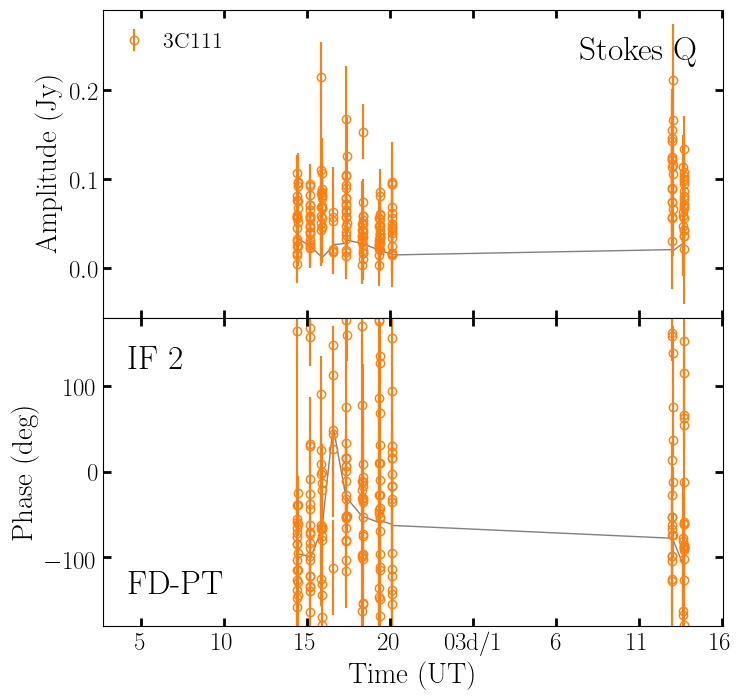 3C111
Stokes Q
0.2
0.1
0.0
Amplitude (Jy)
IF 2
100
0
−100
Phase (deg)
FD-PT
5 10 15 20 03d/1 6 11 16
Time (UT)